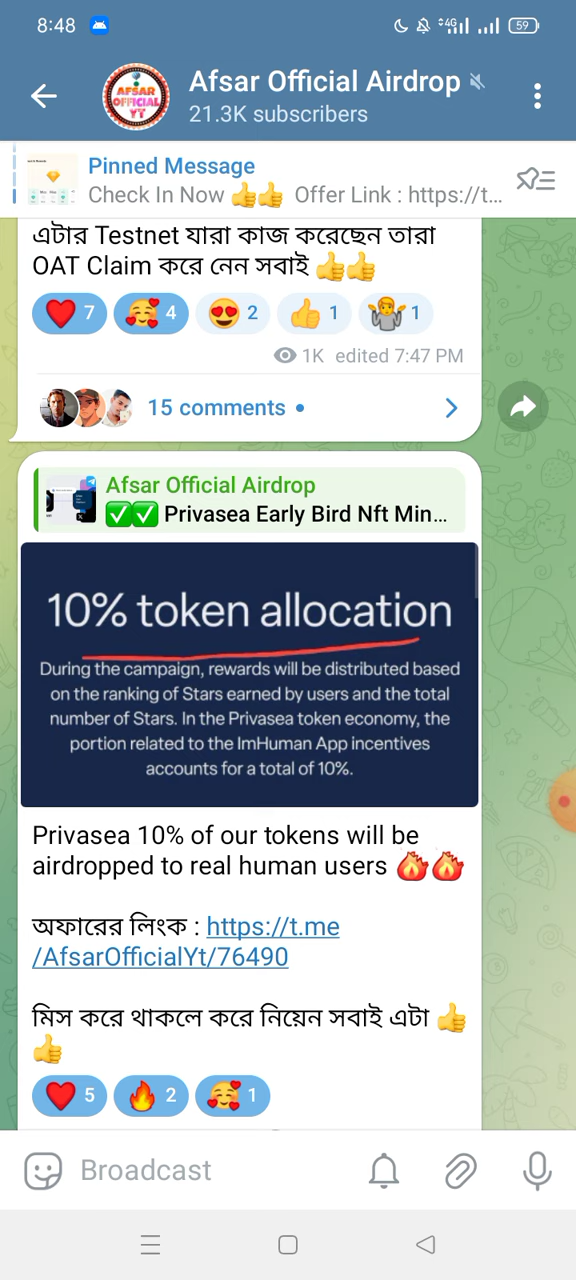 8:48
4G
59
AFSAR
OFFICIAL
YT
Afsar Official Airdrop
21.3K subscribers
Pinned Message
Check In Now 👍👍 Offer Link : https://t...
এটার Testnet যারা কাজ করেছেন তারা
OAT Claim করে নেন সবাই 👍👍
❤️ 7 🥰 4 😍 2 👍 1 🤷 1
1K edited 7:47 PM
15 comments
Afsar Official Airdrop
✅✅ Privasea Early Bird Nft Min...
10% token allocation
During the campaign, rewards will be distributed based
on the ranking of Stars earned by users and the total
number of Stars. In the Privasea token economy, the
portion related to the ImHuman App incentives
accounts for a total of 10%.
Privasea 10% of our tokens will be
airdropped to real human users 🔥🔥
অফারের লিংক : https://t.me
/AfsarOfficialYt/76490
মিস করে থাকলে করে নিয়েন সবাই এটা 👍
👍
❤️ 5 🔥 2 🥰 1
Broadcast